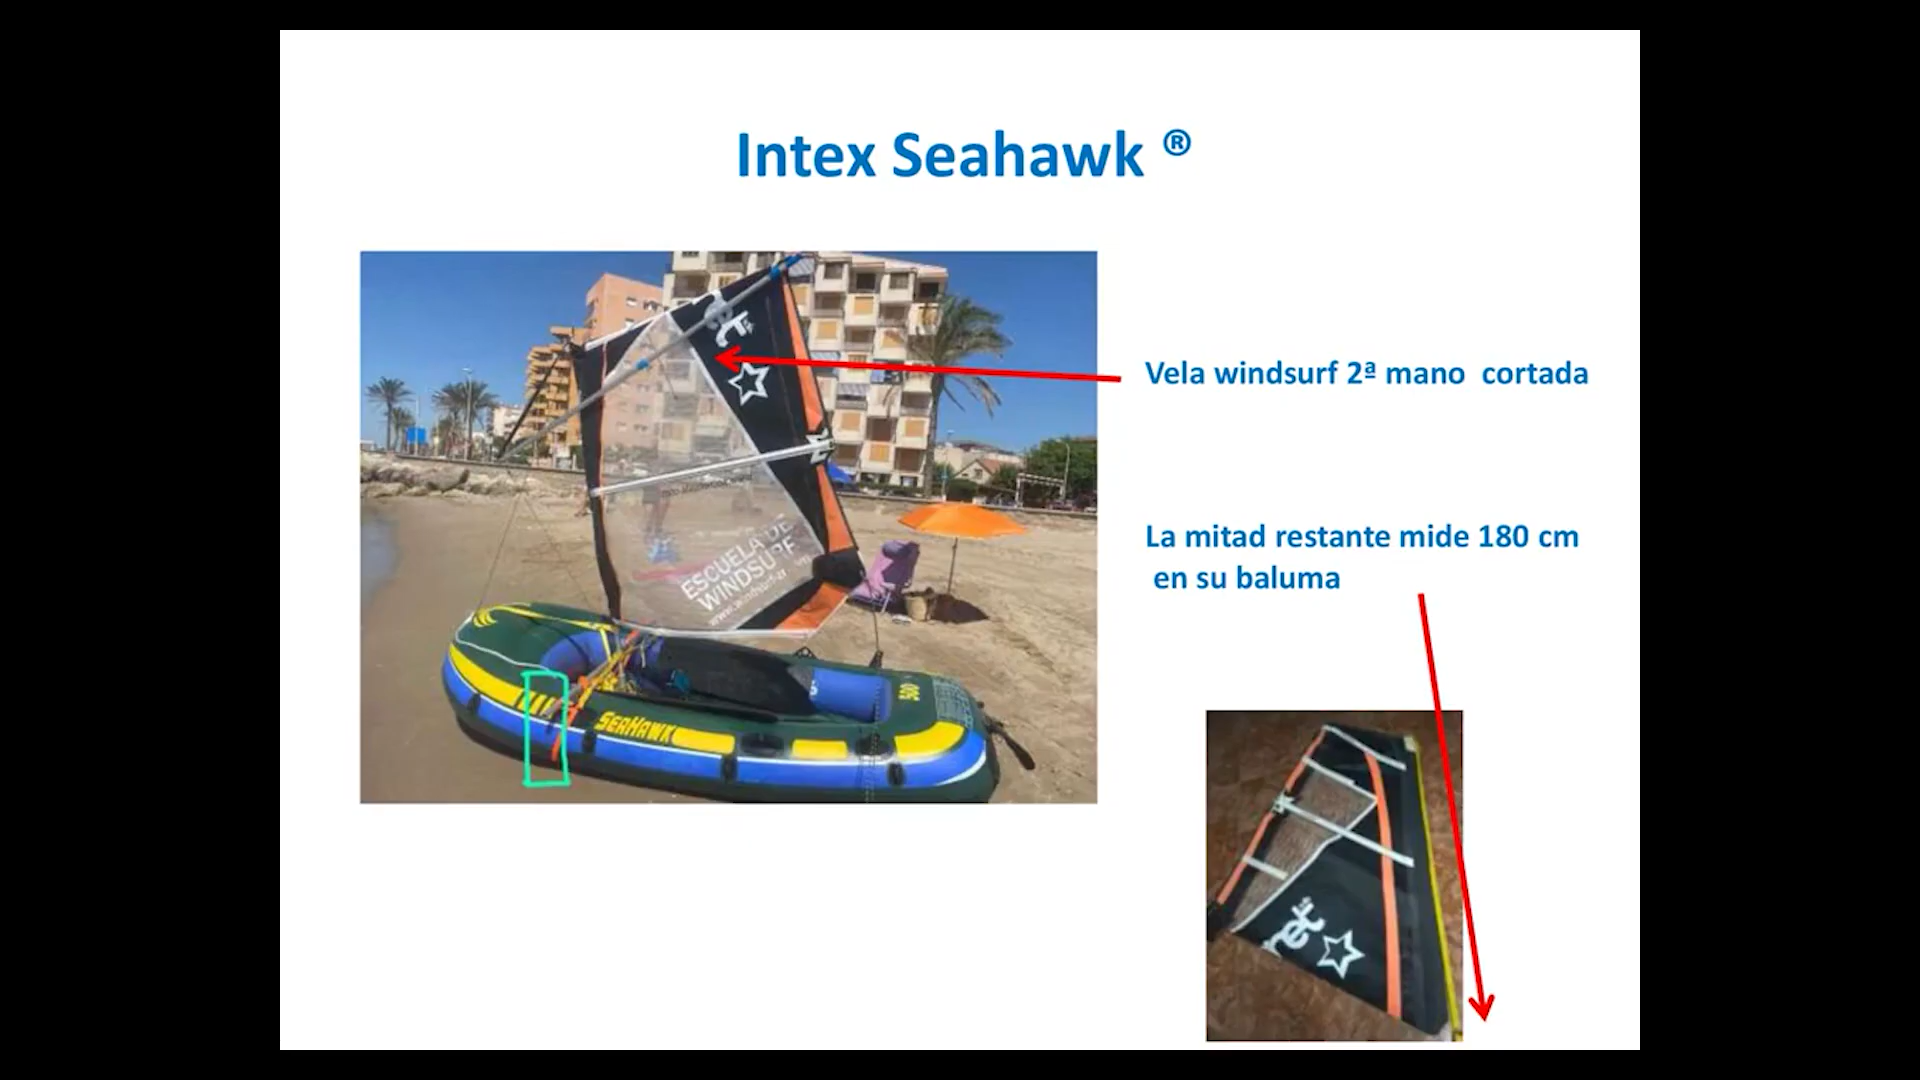 Intex Seahawk ®
Vela windsurf 2ª mano cortada
La mitad restante mide 180 cm
en su baluma
ESCUELA DE
WINDSURF
SEAHAWK